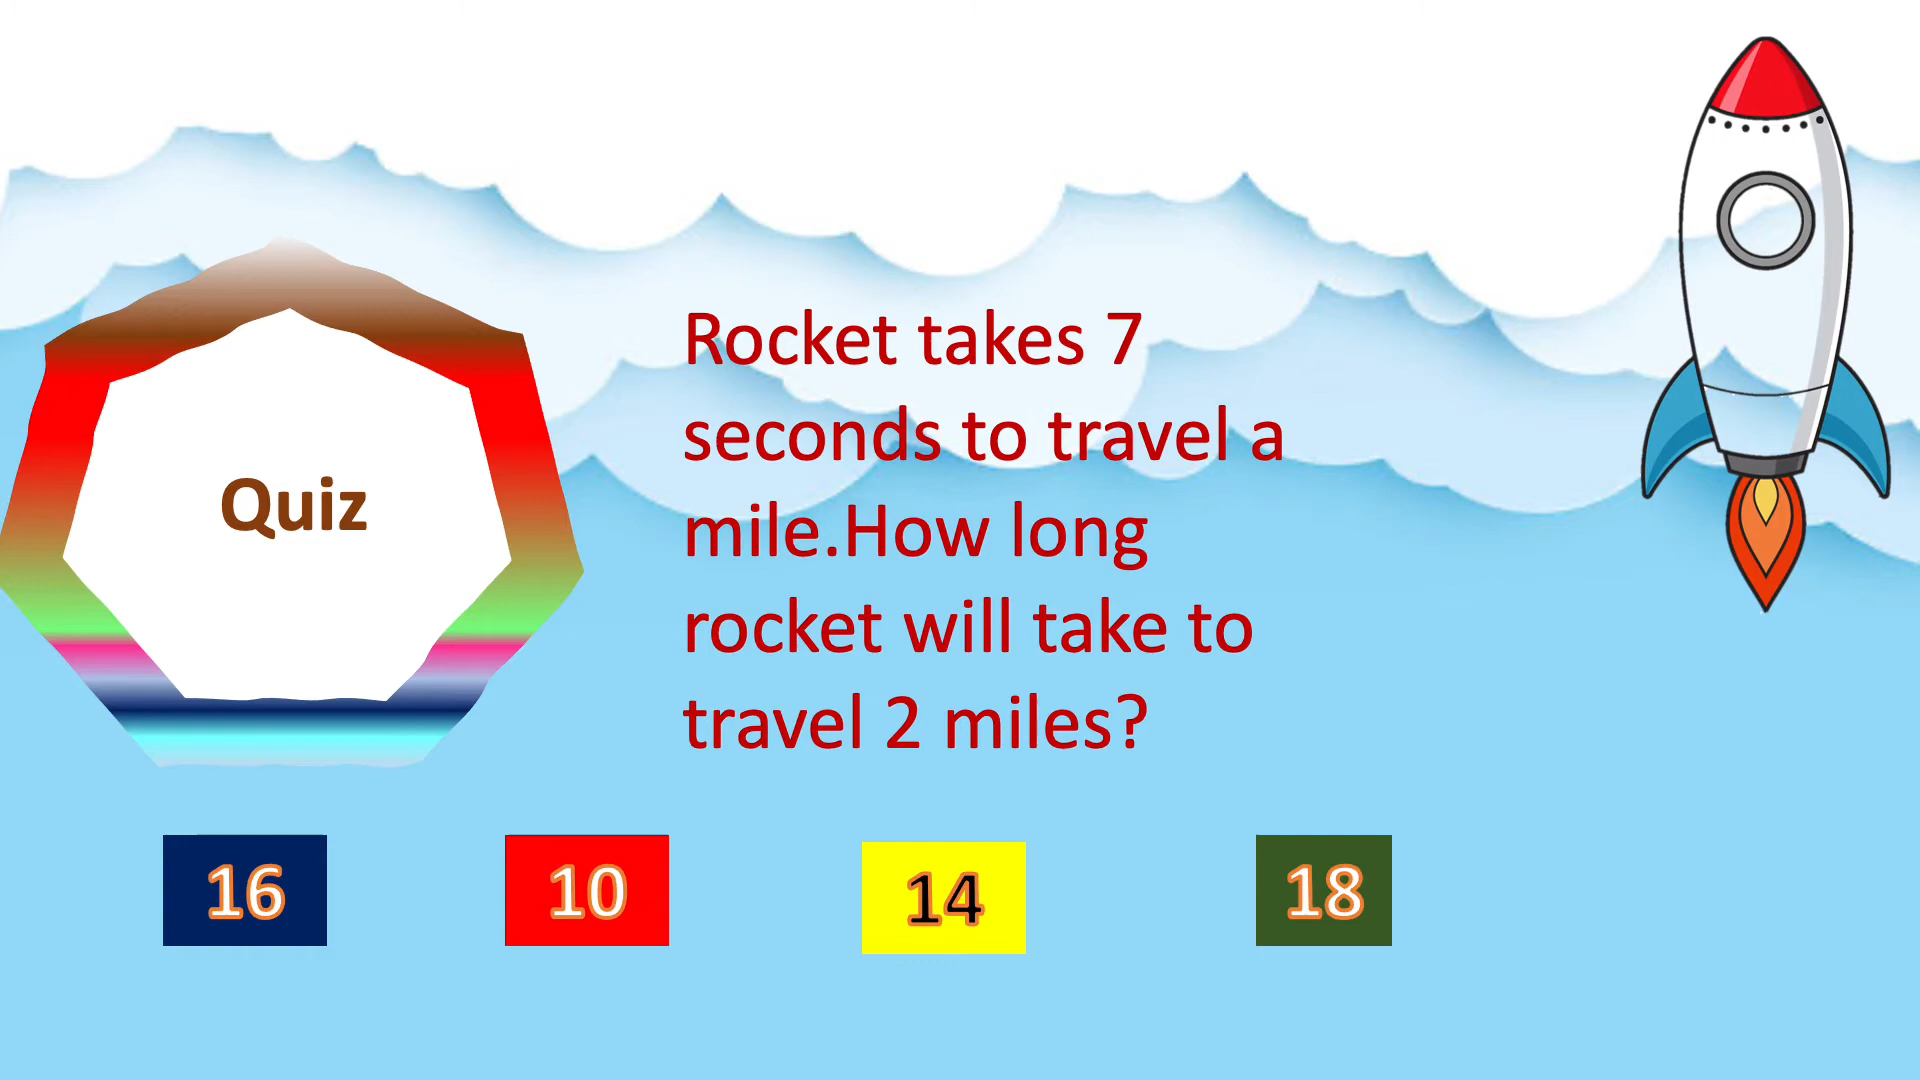 Quiz
Rocket takes 7
seconds to travel a
mile.How long
rocket will take to
travel 2 miles?
16
10
14
18